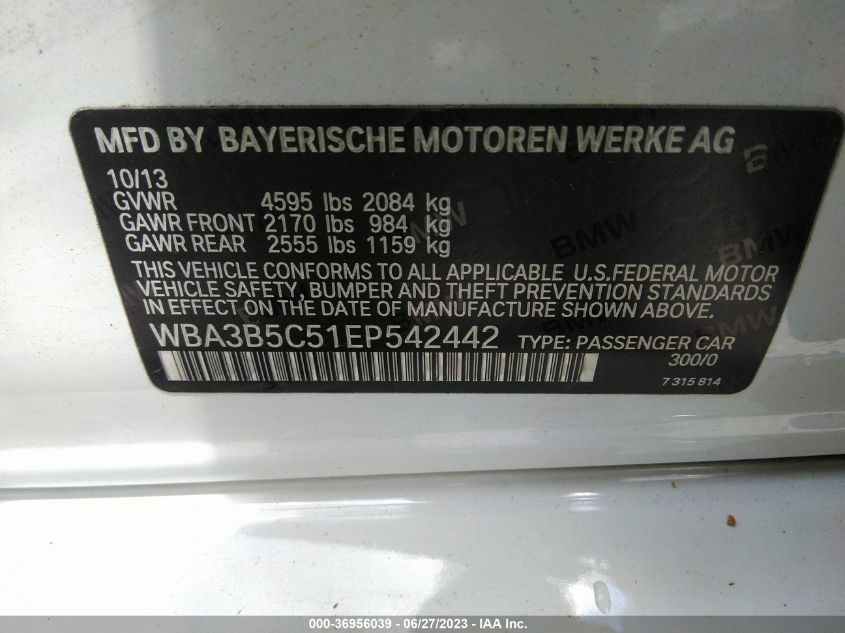 MFD BY BAYERISCHE MOTOREN WERKE AG
10/13
GVWR 4595 lbs 2084 kg
GAWR FRONT 2170 lbs 984 kg
GAWR REAR 2555 lbs 1159 kg
THIS VEHICLE CONFORMS TO ALL APPLICABLE U.S.FEDERAL MOTOR
VEHICLE SAFETY, BUMPER AND THEFT PREVENTION STANDARDS
IN EFFECT ON THE DATE OF MANUFACTURE SHOWN ABOVE.
WBA3B5C51EP542442 TYPE: PASSENGER CAR
300/0
7 315 814
000-36956039 - 06/27/2023 - IAA Inc.